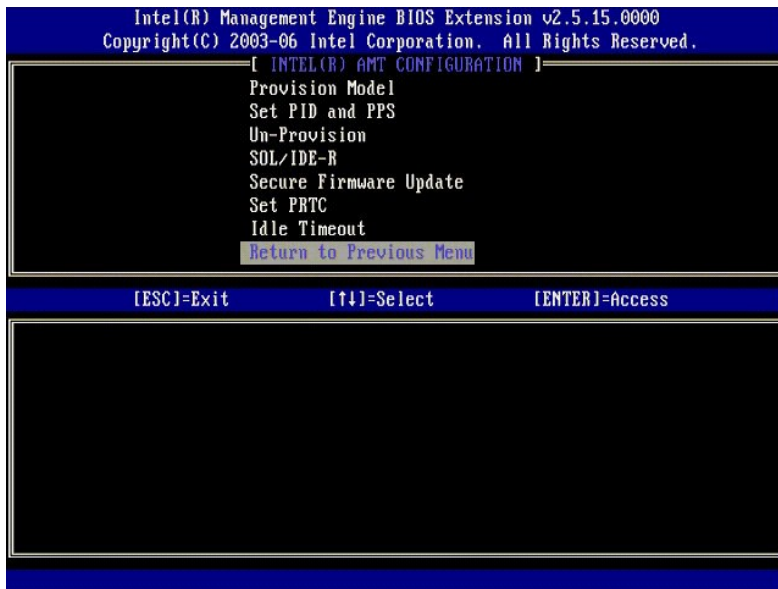 Intel(R) Management Engine BIOS Extension v2.5.15.0000
Copyright(C) 2003-06 Intel Corporation. All Rights Reserved.
[ INTEL(R) AMT CONFIGURATION ]
Provision Model
Set PID and PPS
Un-Provision
SOL/IDE-R
Secure Firmware Update
Set PRTC
Idle Timeout
Return to Previous Menu
[ESC]=Exit [↑↓]=Select [ENTER]=Access